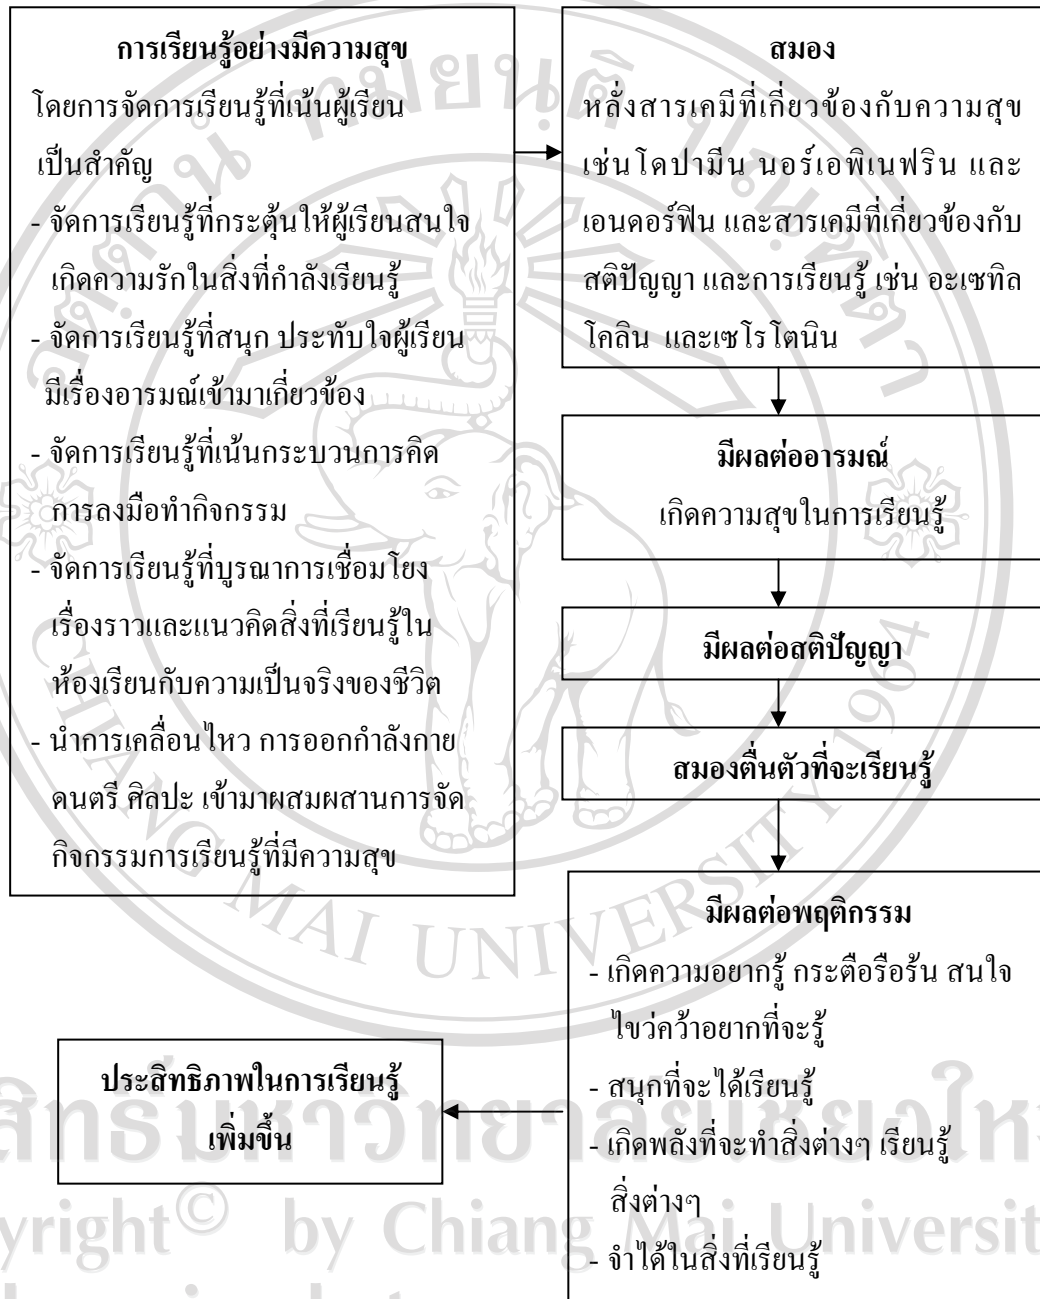 การเรียนรู้อย่างมีความสุข
โดยการจัดการเรียนรู้ที่เน้นผู้เรียน
เป็นสำคัญ
- จัดการเรียนรู้ที่กระตุ้นให้ผู้เรียนสนใจ
เกิดความรักในสิ่งที่กำลังเรียนรู้
- จัดการเรียนรู้ที่สนุก ประทับใจผู้เรียน
มีเรื่องอารมณ์เข้ามาเกี่ยวข้อง
- จัดการเรียนรู้ที่เน้นกระบวนการคิด
การลงมือทำกิจกรรม
- จัดการเรียนรู้ที่บูรณาการเชื่อมโยง
เรื่องราวและแนวคิดสิ่งที่เรียนรู้ใน
ห้องเรียนกับความเป็นจริงของชีวิต
- นำการเคลื่อนไหว การออกกำลังกาย
ดนตรี ศิลปะ เข้ามาผสมผสานการจัด
กิจกรรมการเรียนรู้ที่มีความสุข
สมอง
หลั่งสารเคมีที่เกี่ยวข้องกับความสุข
เช่นโดปามีน นอร์เอพิเนฟริน และ
เอนดอร์ฟิน และสารเคมีที่เกี่ยวข้องกับ
สติปัญญา และการเรียนรู้ เช่น อะเซทิล
โคลิน และเซโรโตนิน
มีผลต่ออารมณ์
เกิดความสุขในการเรียนรู้
มีผลต่อสติปัญญา
สมองตื่นตัวที่จะเรียนรู้
มีผลต่อพฤติกรรม
- เกิดความอยากรู้ กระตือรือร้น สนใจ
ไขว่คว้าอยากที่จะรู้
- สนุกที่จะได้เรียนรู้
- เกิดพลังที่จะทำสิ่งต่างๆ เรียนรู้
สิ่งต่างๆ
- จำได้ในสิ่งที่เรียนรู้
ประสิทธิภาพในการเรียนรู้
เพิ่มขึ้น
CHIANG MAI UNIVERSITY 1964
by Chiang Mai